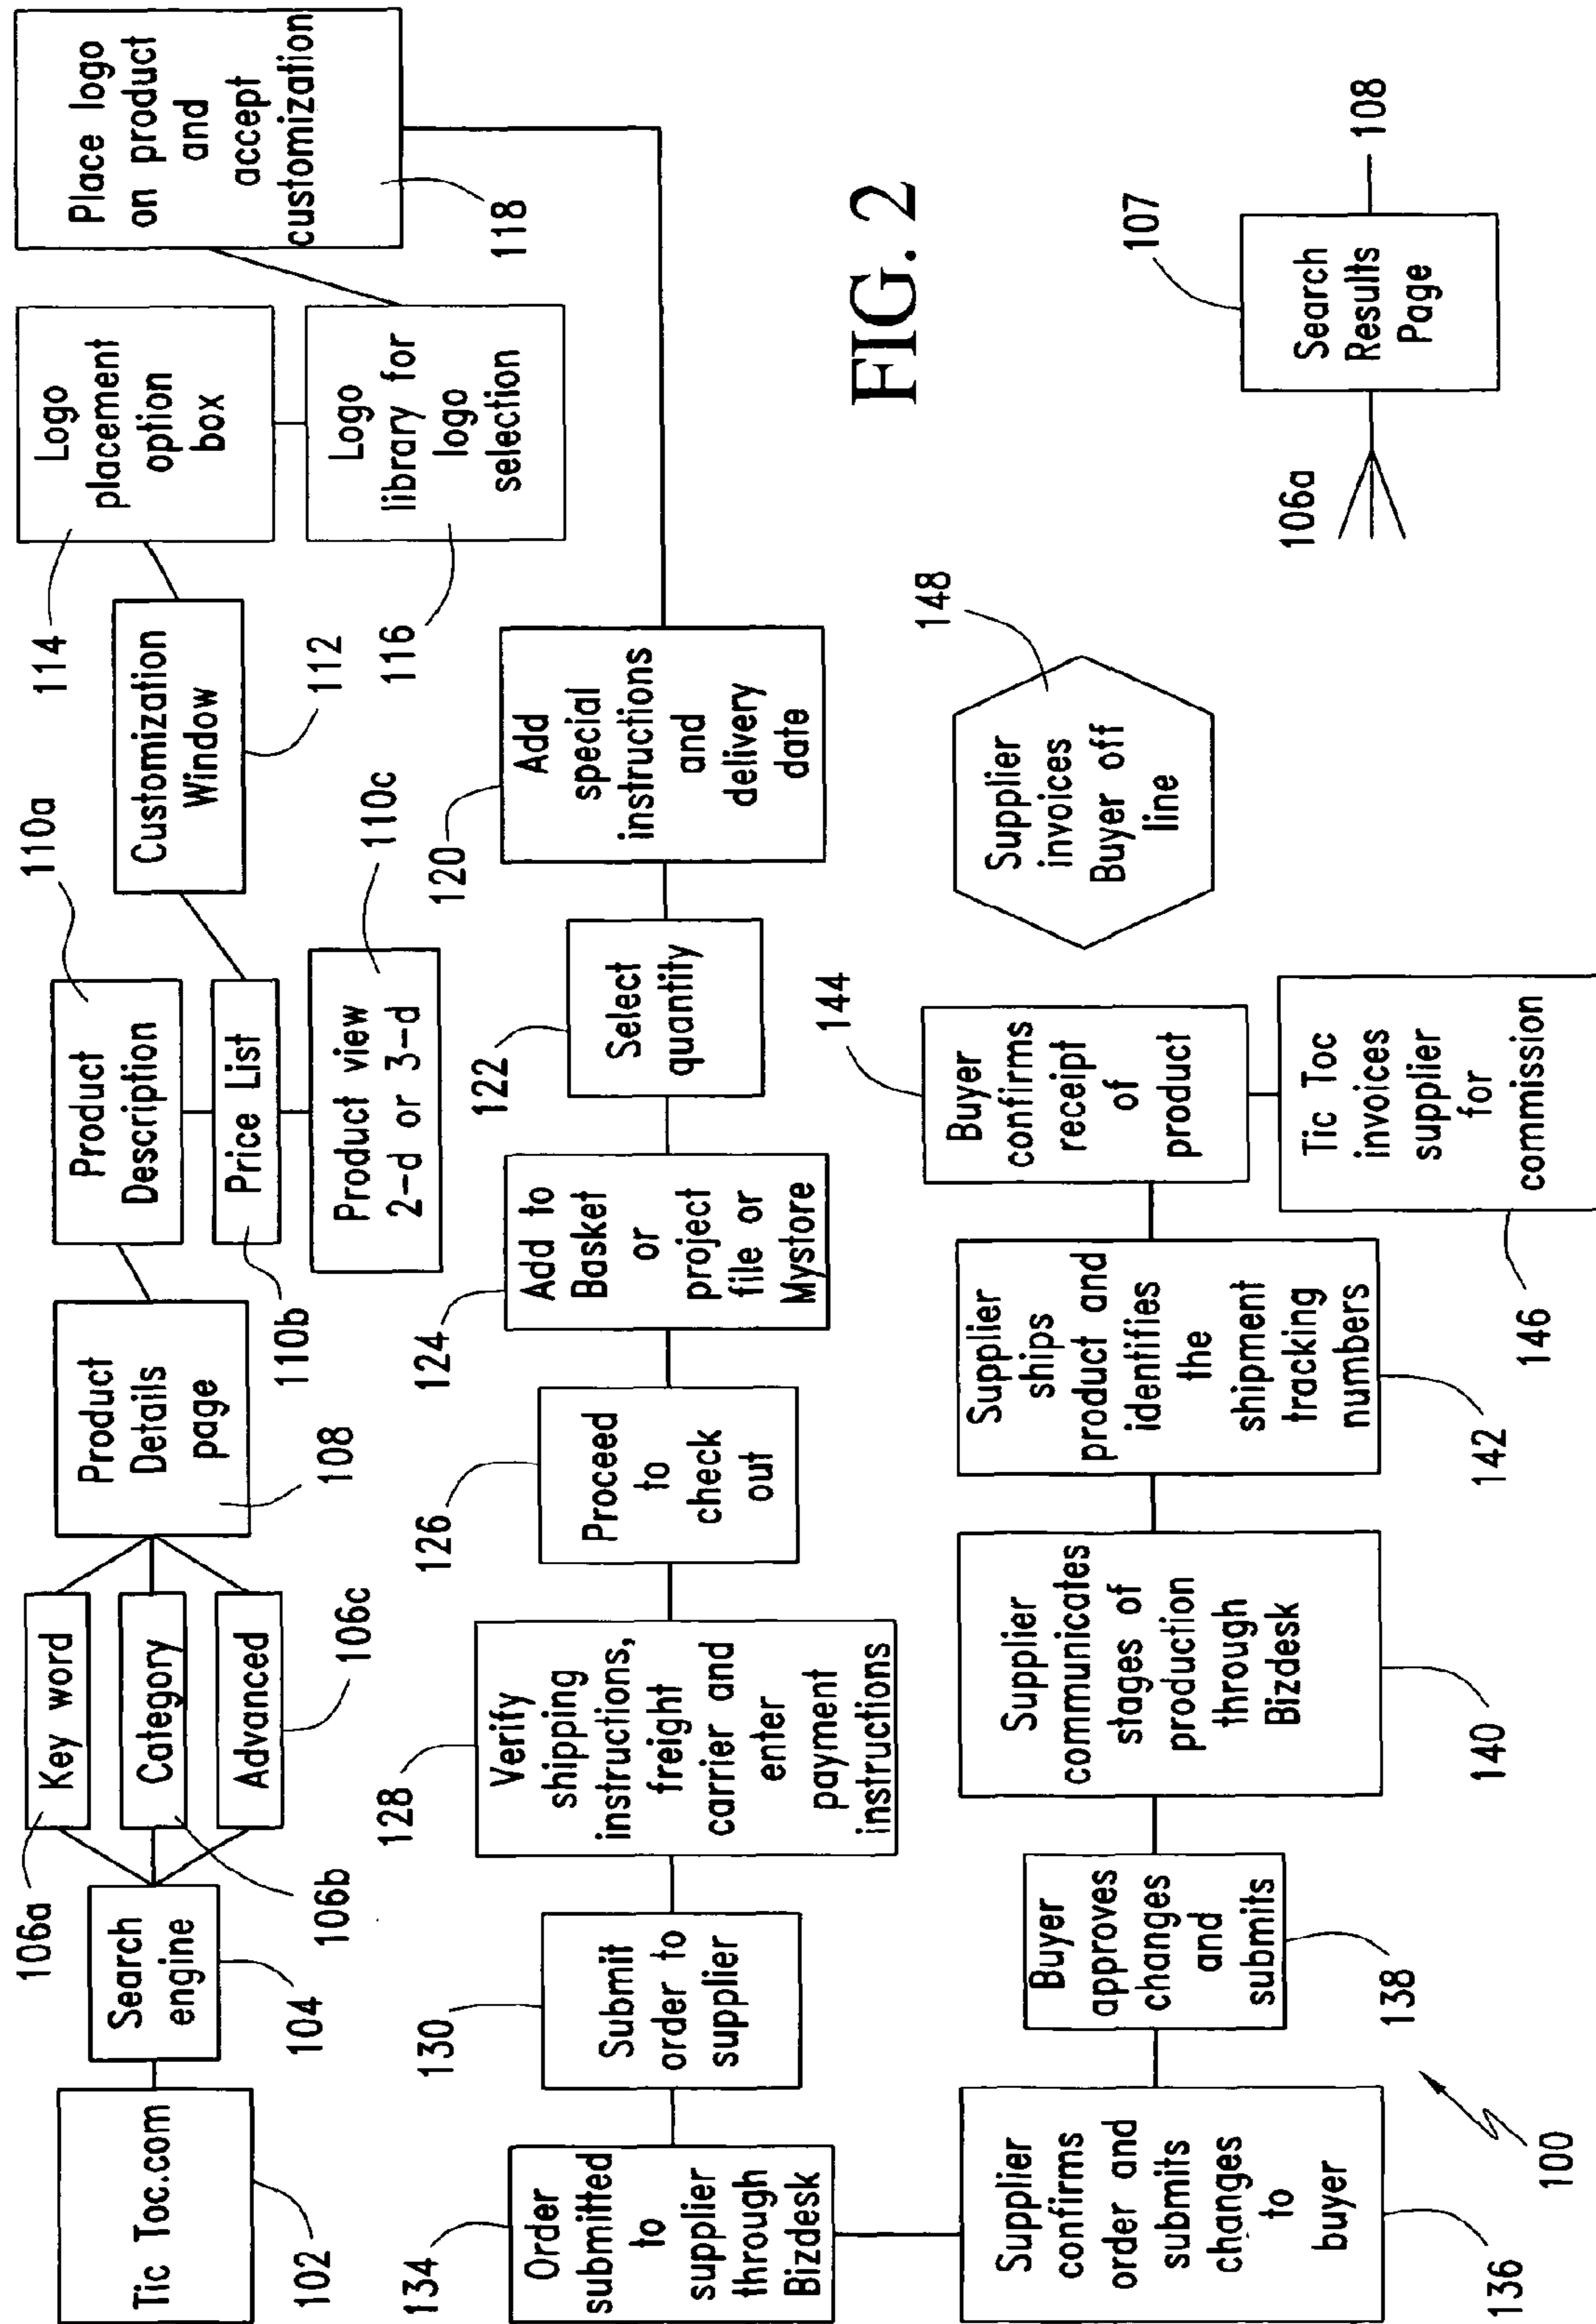 Tic Toc.com
102
Search
engine
104
106a
Key word
Category
106b
Advanced
106c
Product
Details
page
108
110a
Product
Description
Price List
110b
Product view
2-d or 3-d
110c
Customization
Window
112
114
Logo
placement
option
box
Logo
library for
logo
selection
116
Place logo
on product
and
accept
customization
118
134
Order
submitted
to
supplier
through
Bizdesk
130
Submit
order to
supplier
128
Verify
shipping
instructions,
freight
carrier and
enter
payment
instructions
126
Proceed
to
check
out
124
Add to
Basket
or
project
file or
Mystore
122
Select
quantity
120
Add
special
instructions
and
delivery
date
FIG. 2
Supplier
confirms
order and
submits
changes
to
buyer
136
100
Buyer
approves
changes
and
submits
138
Supplier
communicates
stages of
production
through
Bizdesk
140
Supplier
ships
product and
identifies
the
shipment
tracking
numbers
142
144
Buyer
confirms
receipt
of
product
Tic Toc
invoices
supplier
for
commission
146
148
Supplier
invoices
Buyer off
line
106a
107
Search
Results
Page
108